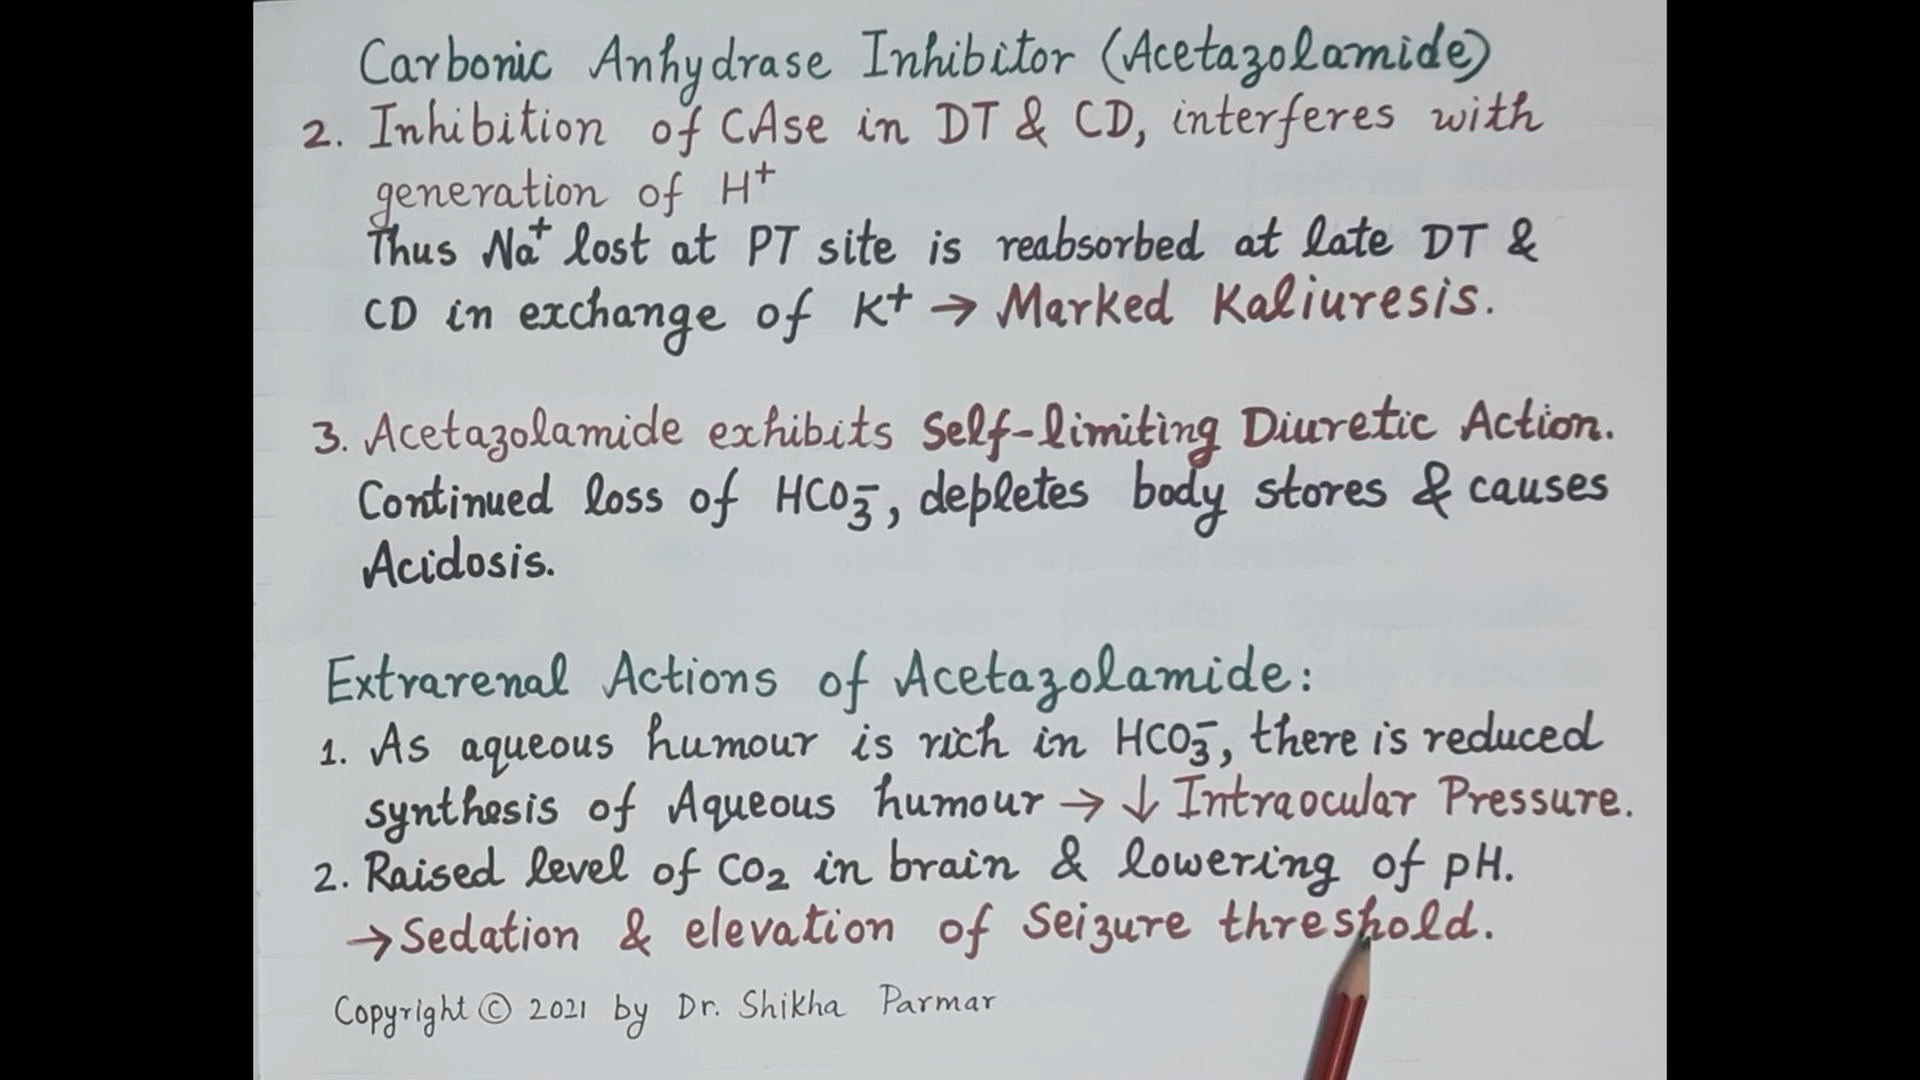 Carbonic Anhydrase Inhibitor (Acetazolamide)
2. Inhibition of CAse in DT & CD, interferes with
generation of H⁺
Thus Na⁺ lost at PT site is reabsorbed at late DT &
CD in exchange of K⁺ → Marked Kaliuresis.
3. Acetazolamide exhibits Self-limiting Diuretic Action.
Continued loss of HCO₃⁻, depletes body stores & causes
Acidosis.
Extrarenal Actions of Acetazolamide:
1. As aqueous humour is rich in HCO₃⁻, there is reduced
synthesis of Aqueous humour → ↓ Intraocular Pressure.
2. Raised level of CO₂ in brain & lowering of pH.
→ Sedation & elevation of Seizure threshold.
Copyright © 2021 by Dr. Shikha Parmar